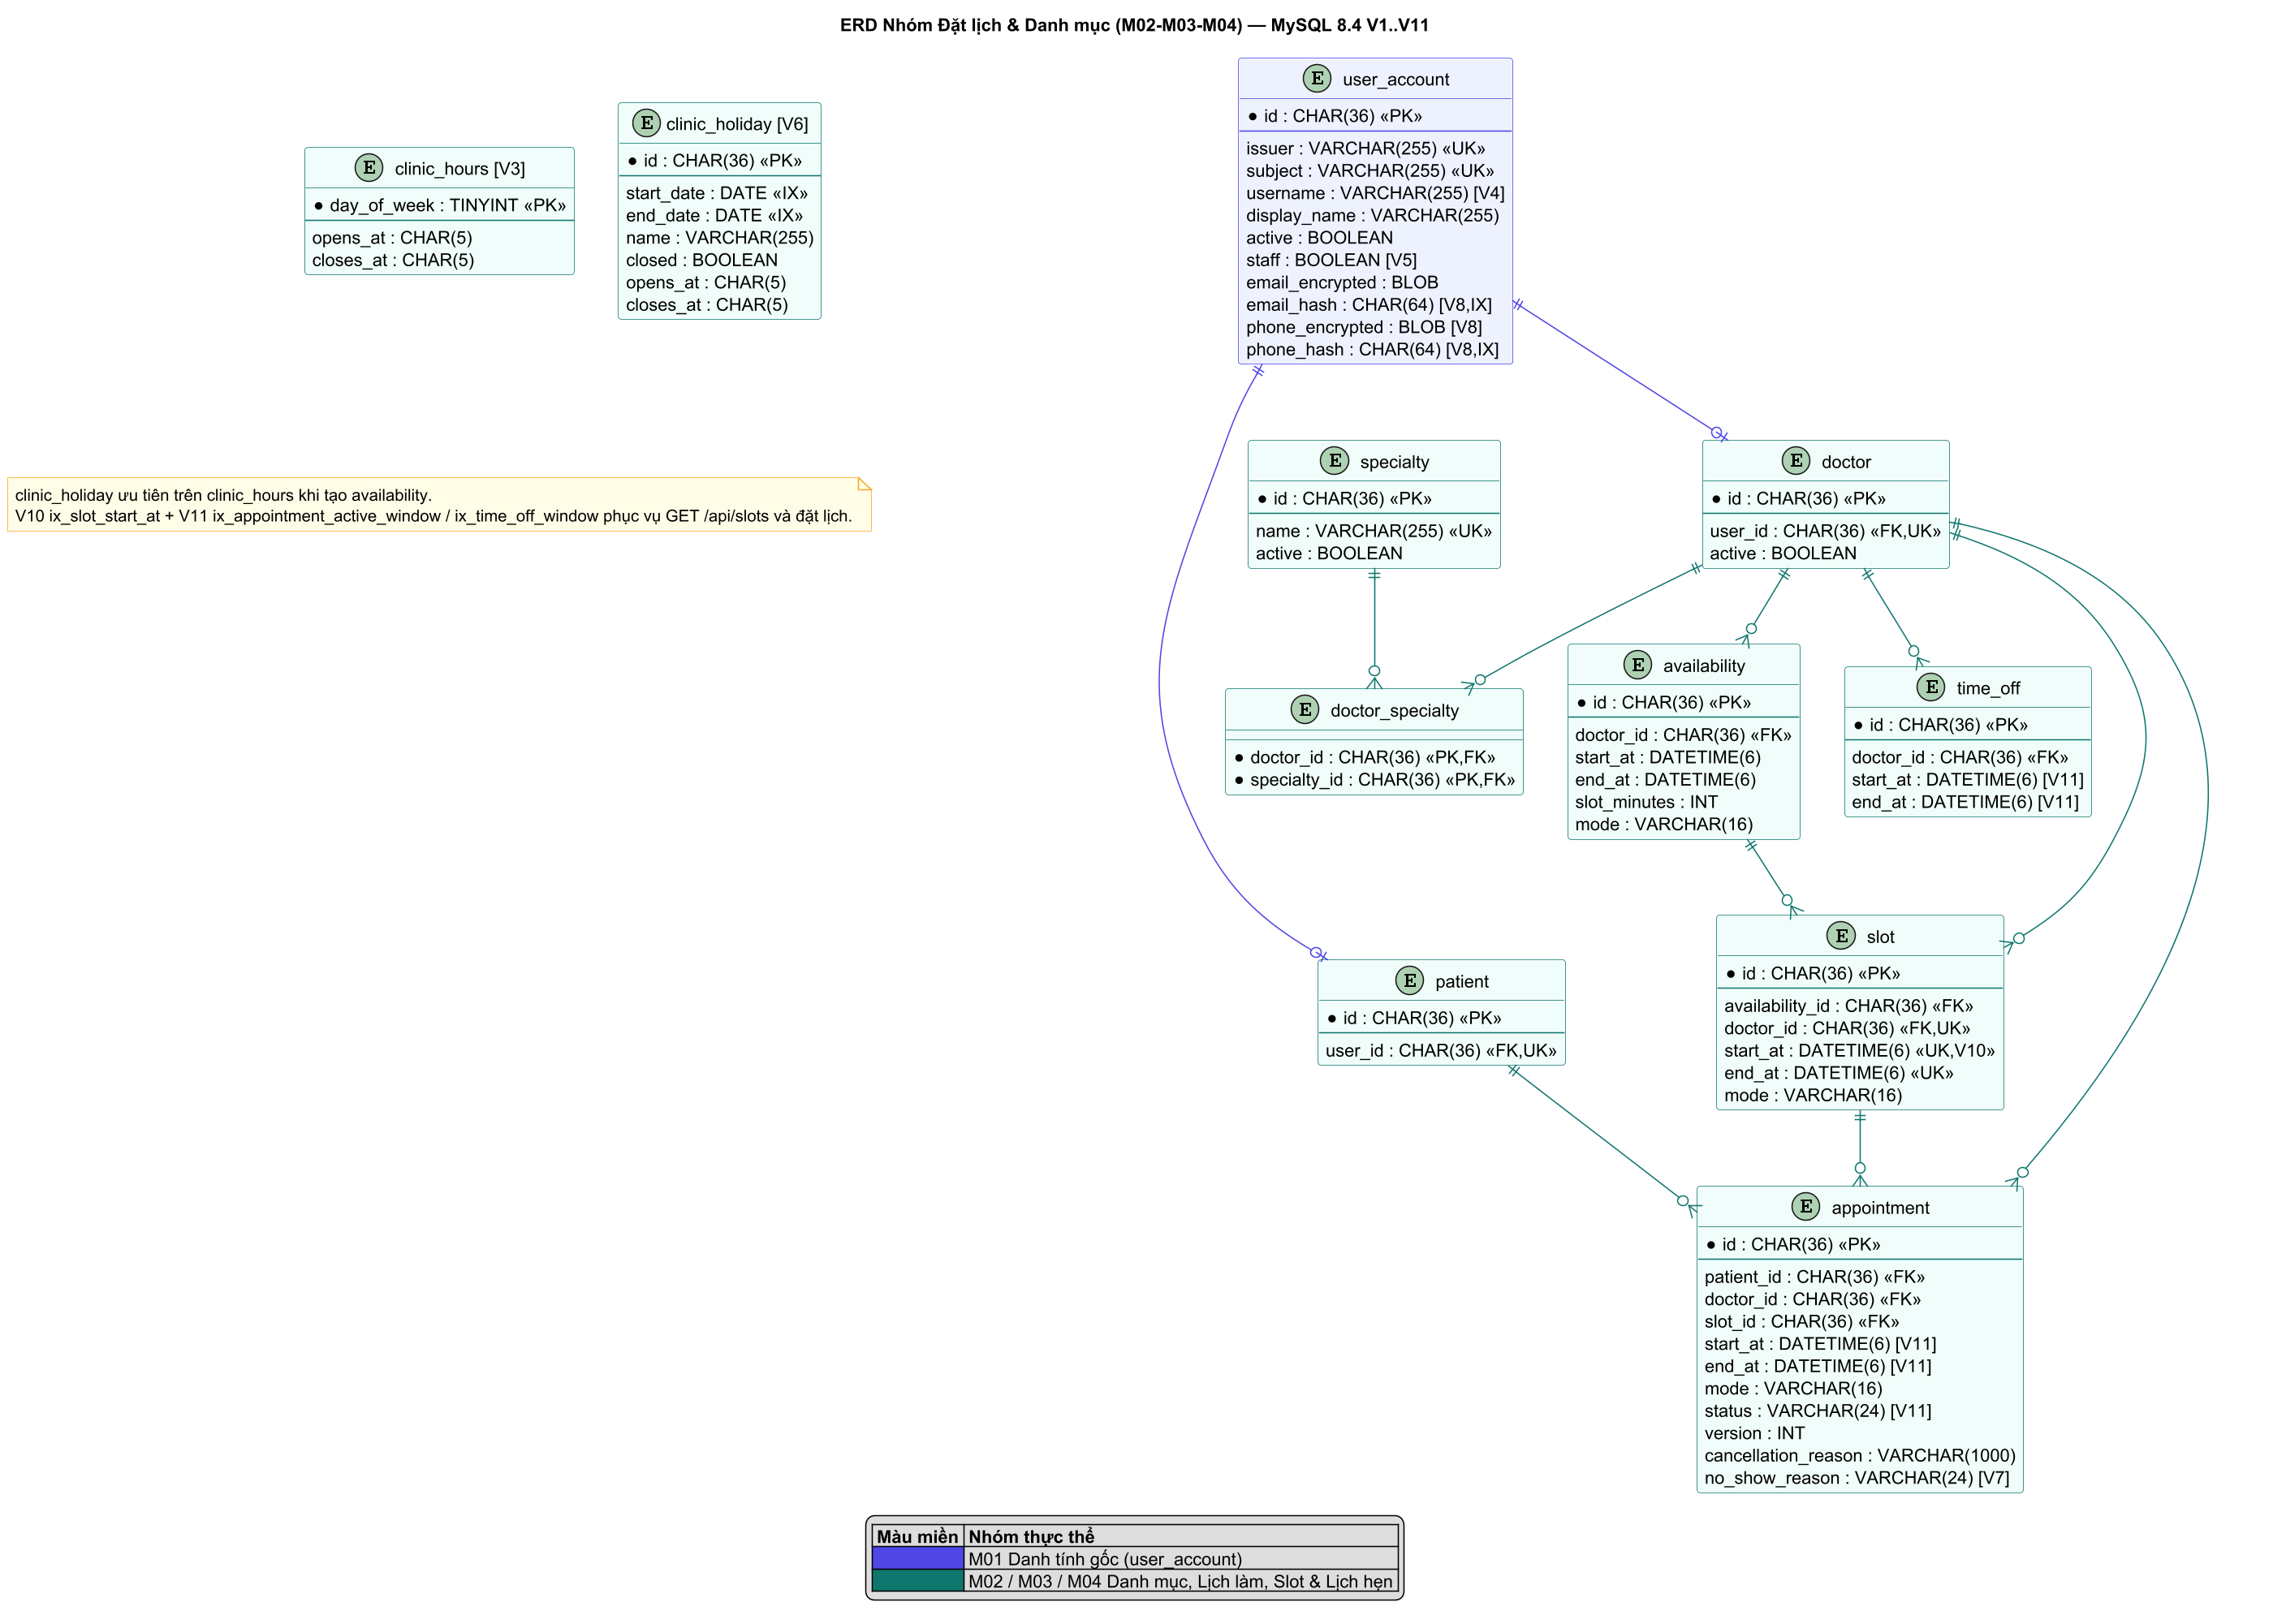 ERD Nhóm Đặt lịch & Danh mục (M02-M03-M04) — MySQL 8.4 V1..V11
E user_account
id : CHAR(36) «PK»
issuer : VARCHAR(255) «UK»
subject : VARCHAR(255) «UK»
username : VARCHAR(255) [V4]
display_name : VARCHAR(255)
active : BOOLEAN
staff : BOOLEAN [V5]
email_encrypted : BLOB
email_hash : CHAR(64) [V8,IX]
phone_encrypted : BLOB [V8]
phone_hash : CHAR(64) [V8,IX]
E clinic_hours [V3]
day_of_week : TINYINT «PK»
opens_at : CHAR(5)
closes_at : CHAR(5)
E clinic_holiday [V6]
id : CHAR(36) «PK»
start_date : DATE «IX»
end_date : DATE «IX»
name : VARCHAR(255)
closed : BOOLEAN
opens_at : CHAR(5)
closes_at : CHAR(5)
clinic_holiday ưu tiên trên clinic_hours khi tạo availability.
V10 ix_slot_start_at + V11 ix_appointment_active_window / ix_time_off_window phục vụ GET /api/slots và đặt lịch.
E specialty
id : CHAR(36) «PK»
name : VARCHAR(255) «UK»
active : BOOLEAN
E doctor
id : CHAR(36) «PK»
user_id : CHAR(36) «FK,UK»
active : BOOLEAN
E doctor_specialty
doctor_id : CHAR(36) «PK,FK»
specialty_id : CHAR(36) «PK,FK»
E availability
id : CHAR(36) «PK»
doctor_id : CHAR(36) «FK»
start_at : DATETIME(6)
end_at : DATETIME(6)
slot_minutes : INT
mode : VARCHAR(16)
E time_off
id : CHAR(36) «PK»
doctor_id : CHAR(36) «FK»
start_at : DATETIME(6) [V11]
end_at : DATETIME(6) [V11]
E patient
id : CHAR(36) «PK»
user_id : CHAR(36) «FK,UK»
E slot
id : CHAR(36) «PK»
availability_id : CHAR(36) «FK»
doctor_id : CHAR(36) «FK,UK»
start_at : DATETIME(6) «UK,V10»
end_at : DATETIME(6) «UK»
mode : VARCHAR(16)
E appointment
id : CHAR(36) «PK»
patient_id : CHAR(36) «FK»
doctor_id : CHAR(36) «FK»
slot_id : CHAR(36) «FK»
start_at : DATETIME(6) [V11]
end_at : DATETIME(6) [V11]
mode : VARCHAR(16)
status : VARCHAR(24) [V11]
version : INT
cancellation_reason : VARCHAR(1000)
no_show_reason : VARCHAR(24) [V7]
Màu miền Nhóm thực thể
M01 Danh tính gốc (user_account)
M02 / M03 / M04 Danh mục, Lịch làm, Slot & Lịch hẹn